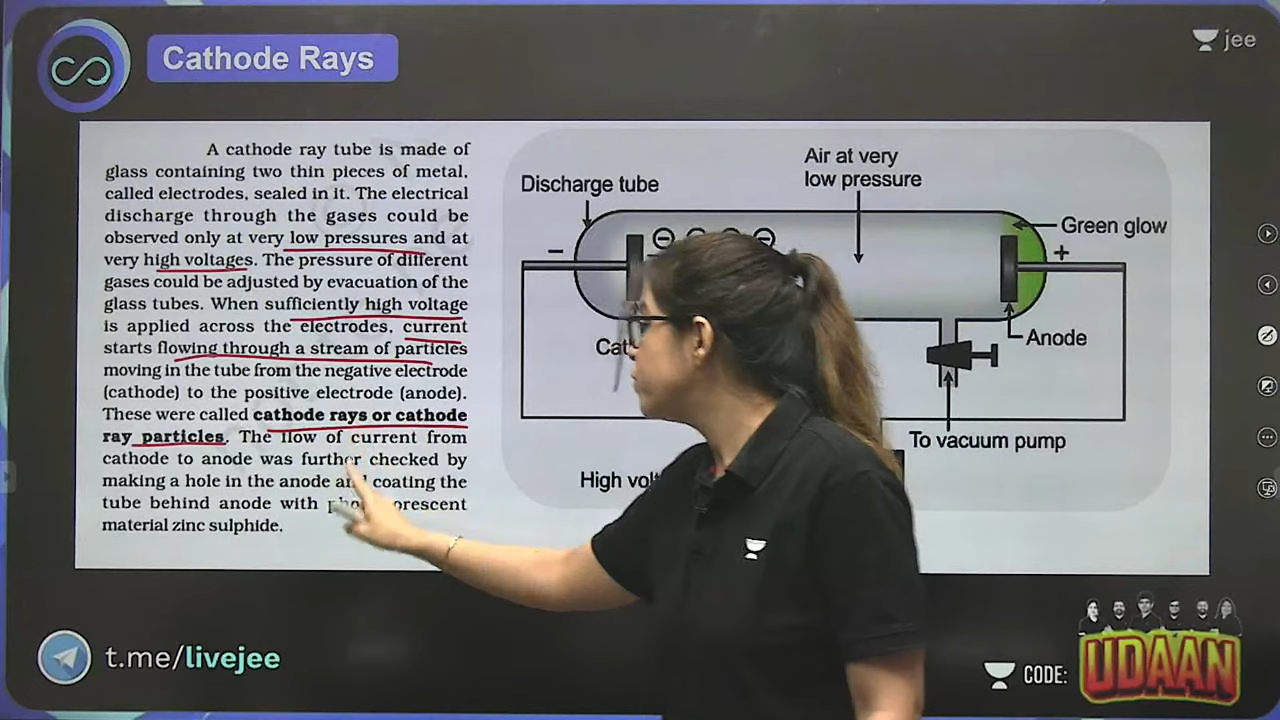 Cathode Rays
jee
A cathode ray tube is made of
glass containing two thin pieces of metal,
called electrodes, sealed in it. The electrical
discharge through the gases could be
observed only at very low pressures and at
very high voltages. The pressure of different
gases could be adjusted by evacuation of the
glass tubes. When sufficiently high voltage
is applied across the electrodes, current
starts flowing through a stream of particles
moving in the tube from the negative electrode
(cathode) to the positive electrode (anode).
These were called cathode rays or cathode
ray particles. The flow of current from
cathode to anode was further checked by
making a hole in the anode and coating the
tube behind anode with
material zinc sulphide.
Air at very
low pressure
Discharge tube
Green glow
− +
Anode
To vacuum pump
High
t.me/livejee
CODE:
UDAAN